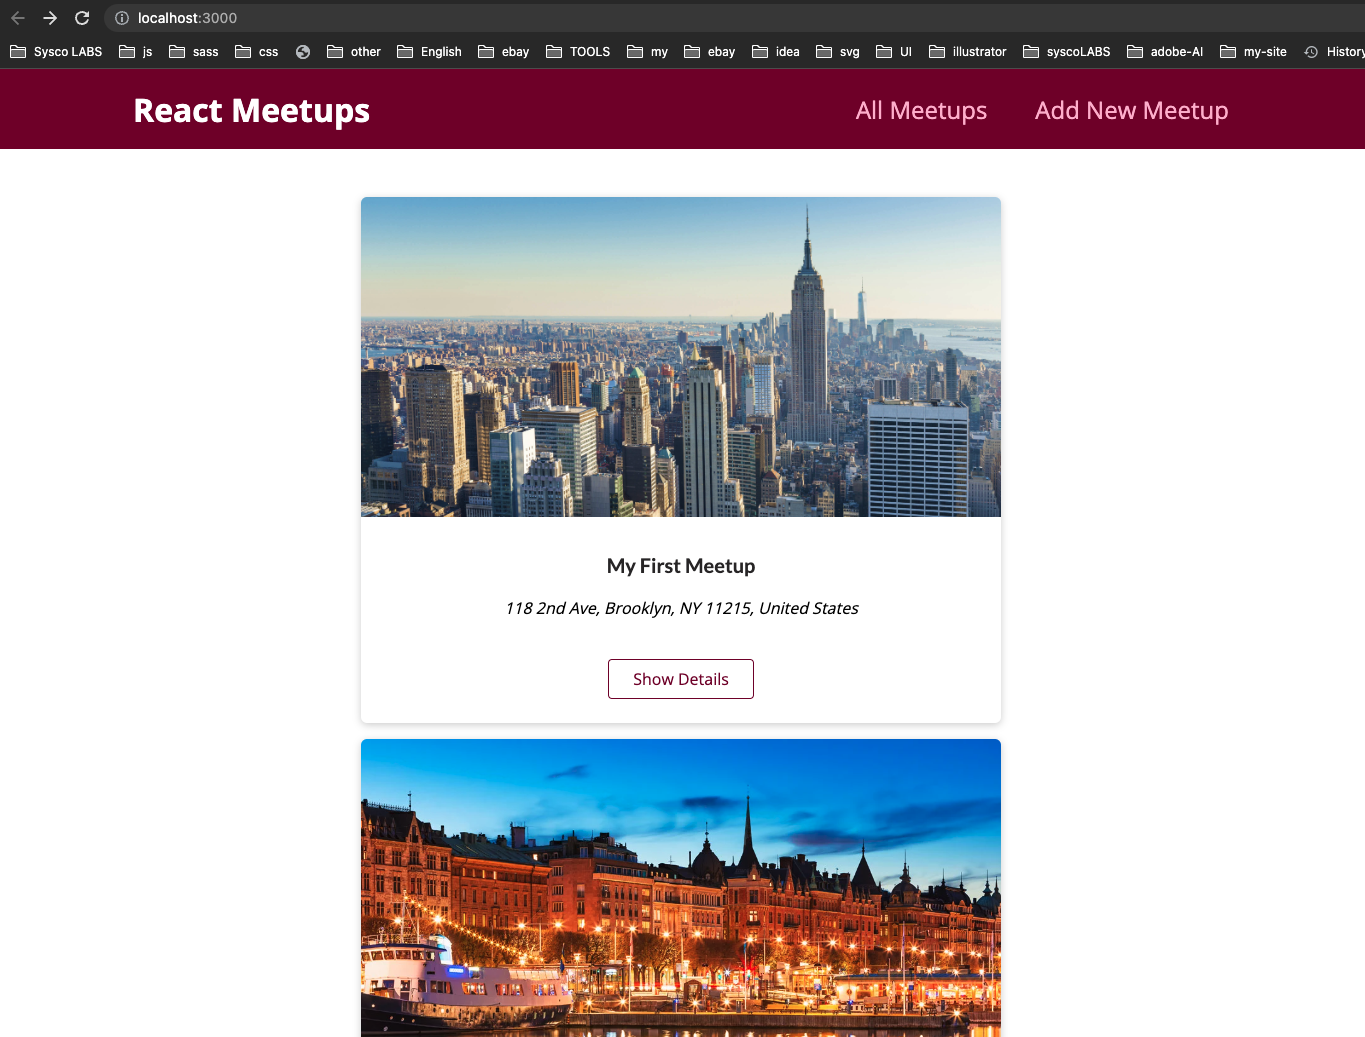 localhost:3000
Sysco LABS js sass css other English ebay TOOLS my ebay idea svg UI illustrator syscoLABS adobe-AI my-site History
React Meetups All Meetups Add New Meetup
My First Meetup
118 2nd Ave, Brooklyn, NY 11215, United States
Show Details